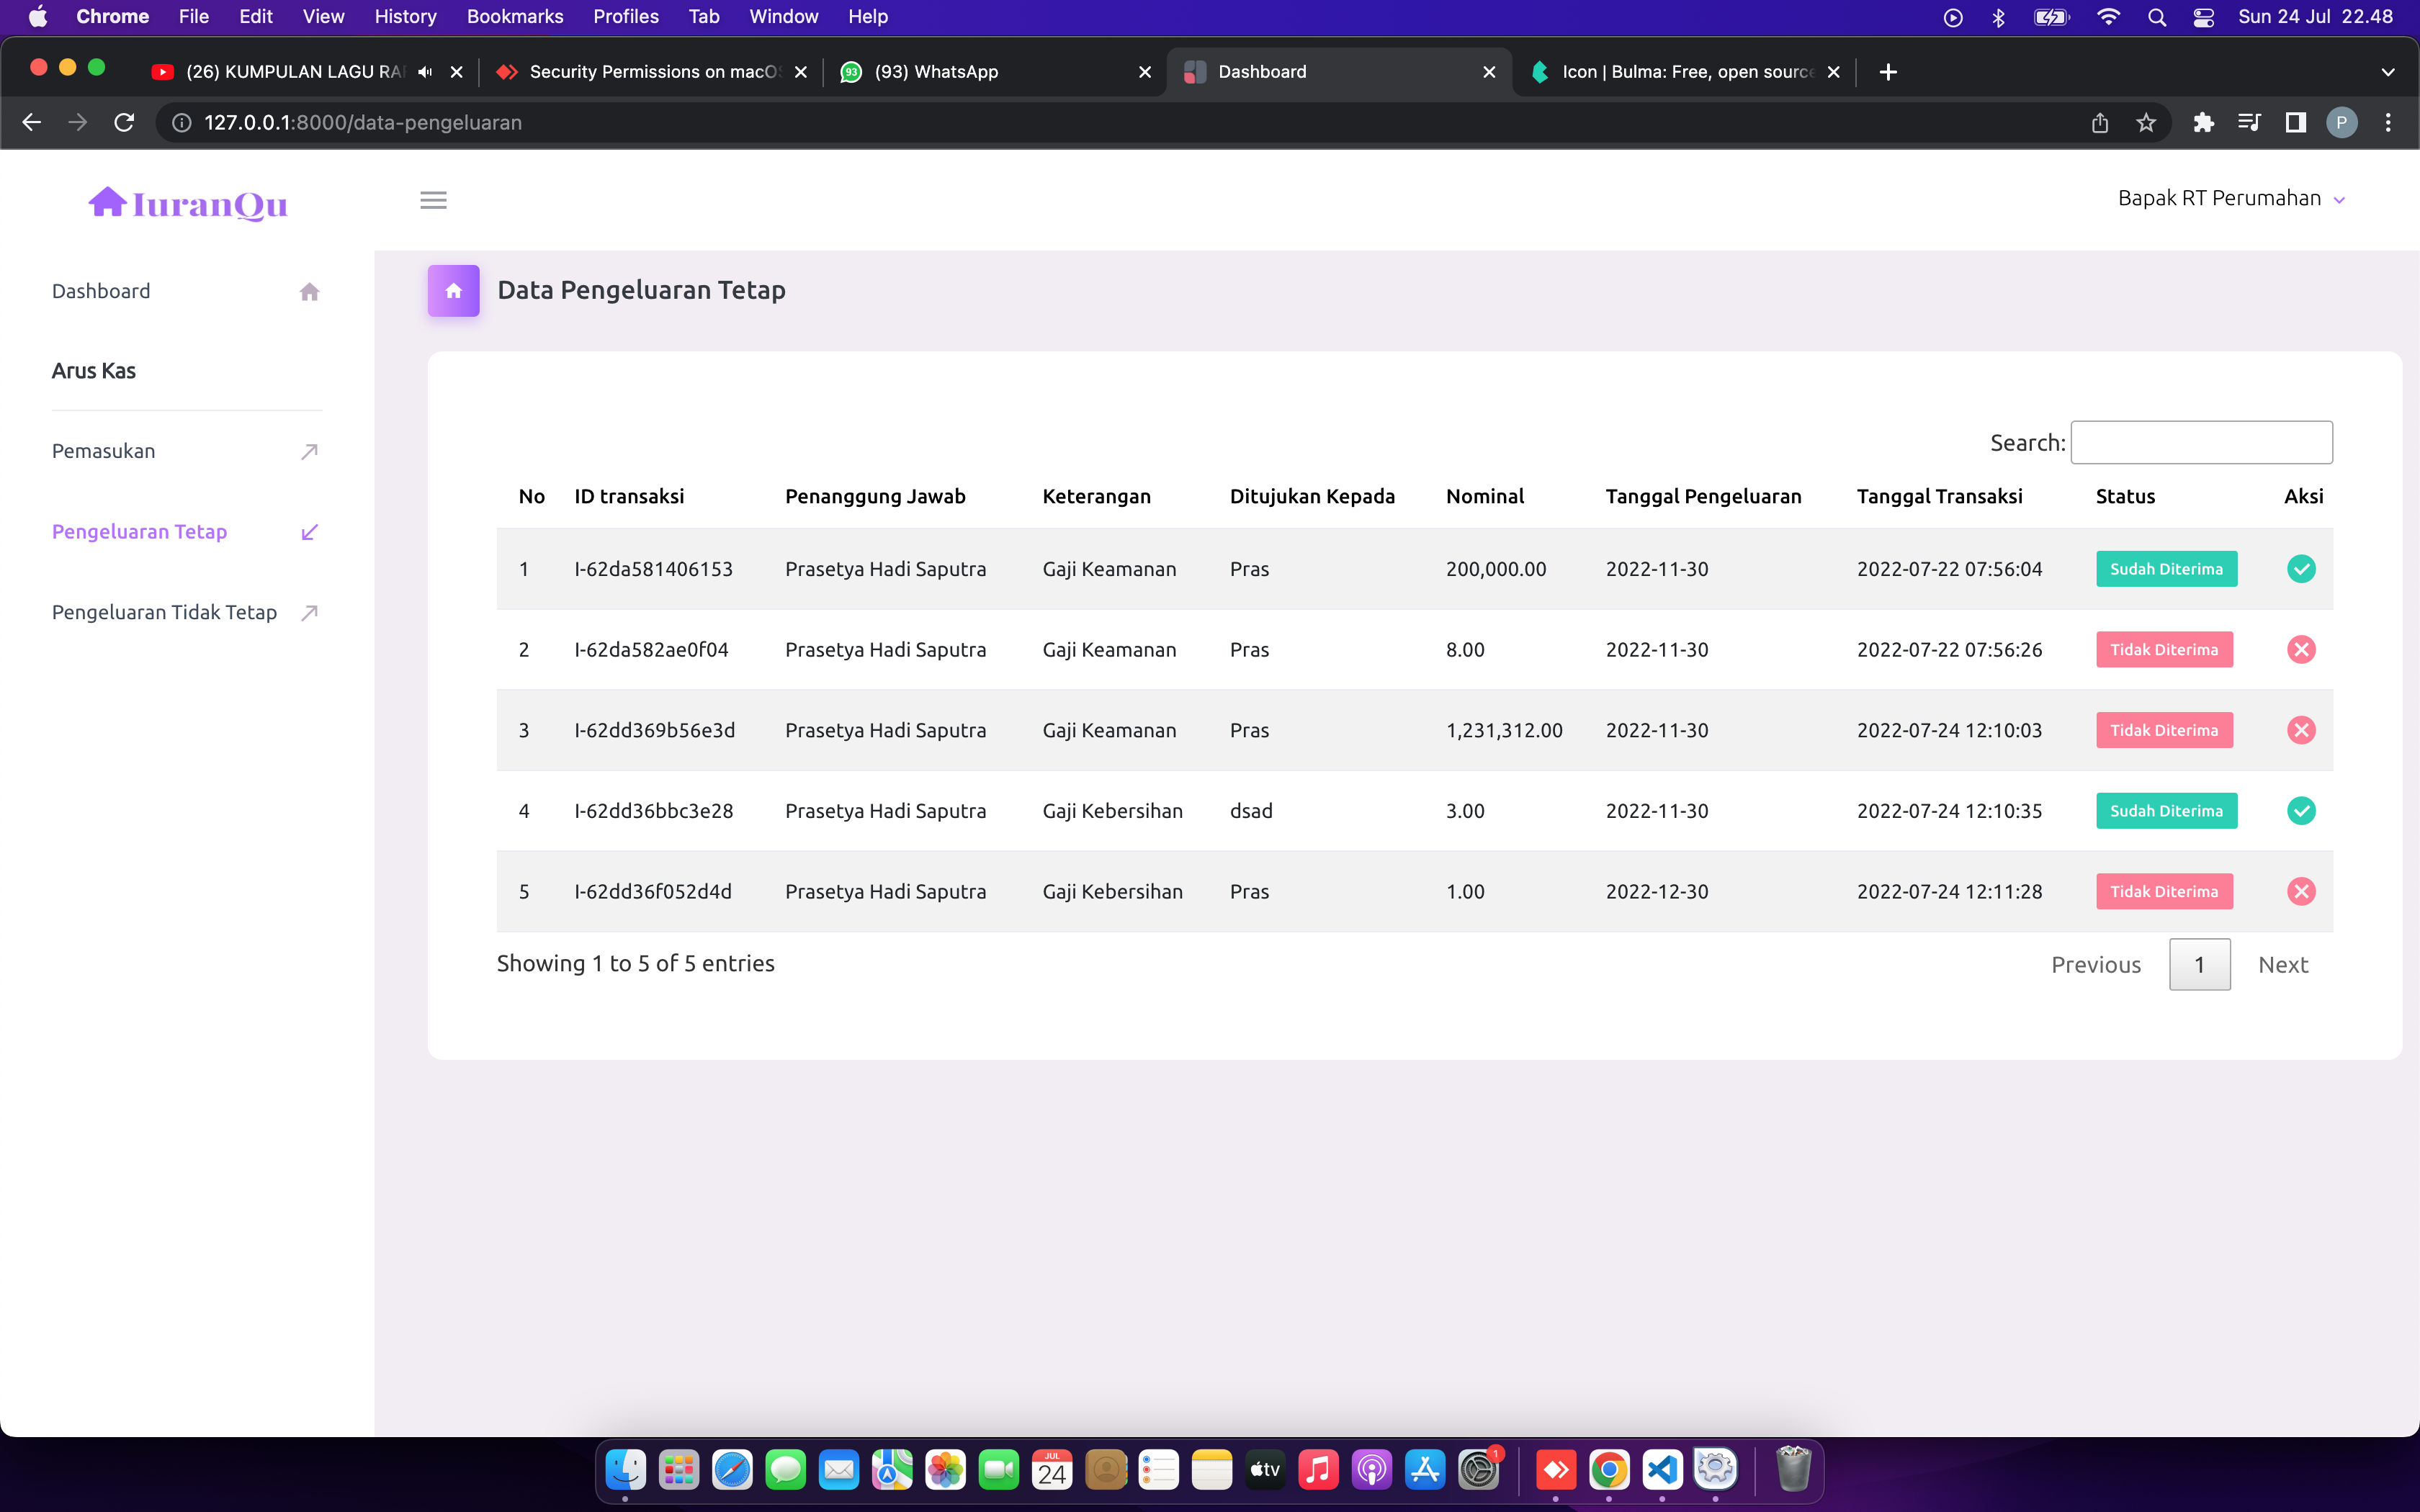 Chrome File Edit View History Bookmarks Profiles Tab Window Help Sun 24 Jul 22.48
(26) KUMPULAN LAGU RA Security Permissions on macO (93) WhatsApp Dashboard Icon | Bulma: Free, open source
127.0.0.1:8000/data-pengeluaran P
IuranQu
Bapak RT Perumahan
Dashboard
Arus Kas
Pemasukan
Pengeluaran Tetap
Pengeluaran Tidak Tetap
Data Pengeluaran Tetap
Search:
No ID transaksi Penanggung Jawab Keterangan Ditujukan Kepada Nominal Tanggal Pengeluaran Tanggal Transaksi Status Aksi
1 I-62da581406153 Prasetya Hadi Saputra Gaji Keamanan Pras 200,000.00 2022-11-30 2022-07-22 07:56:04 Sudah Diterima
2 I-62da582ae0f04 Prasetya Hadi Saputra Gaji Keamanan Pras 8.00 2022-11-30 2022-07-22 07:56:26 Tidak Diterima
3 I-62dd369b56e3d Prasetya Hadi Saputra Gaji Keamanan Pras 1,231,312.00 2022-11-30 2022-07-24 12:10:03 Tidak Diterima
4 I-62dd36bbc3e28 Prasetya Hadi Saputra Gaji Kebersihan dsad 3.00 2022-11-30 2022-07-24 12:10:35 Sudah Diterima
5 I-62dd36f052d4d Prasetya Hadi Saputra Gaji Kebersihan Pras 1.00 2022-12-30 2022-07-24 12:11:28 Tidak Diterima
Showing 1 to 5 of 5 entries
Previous 1 Next
JUL
24
tv
1